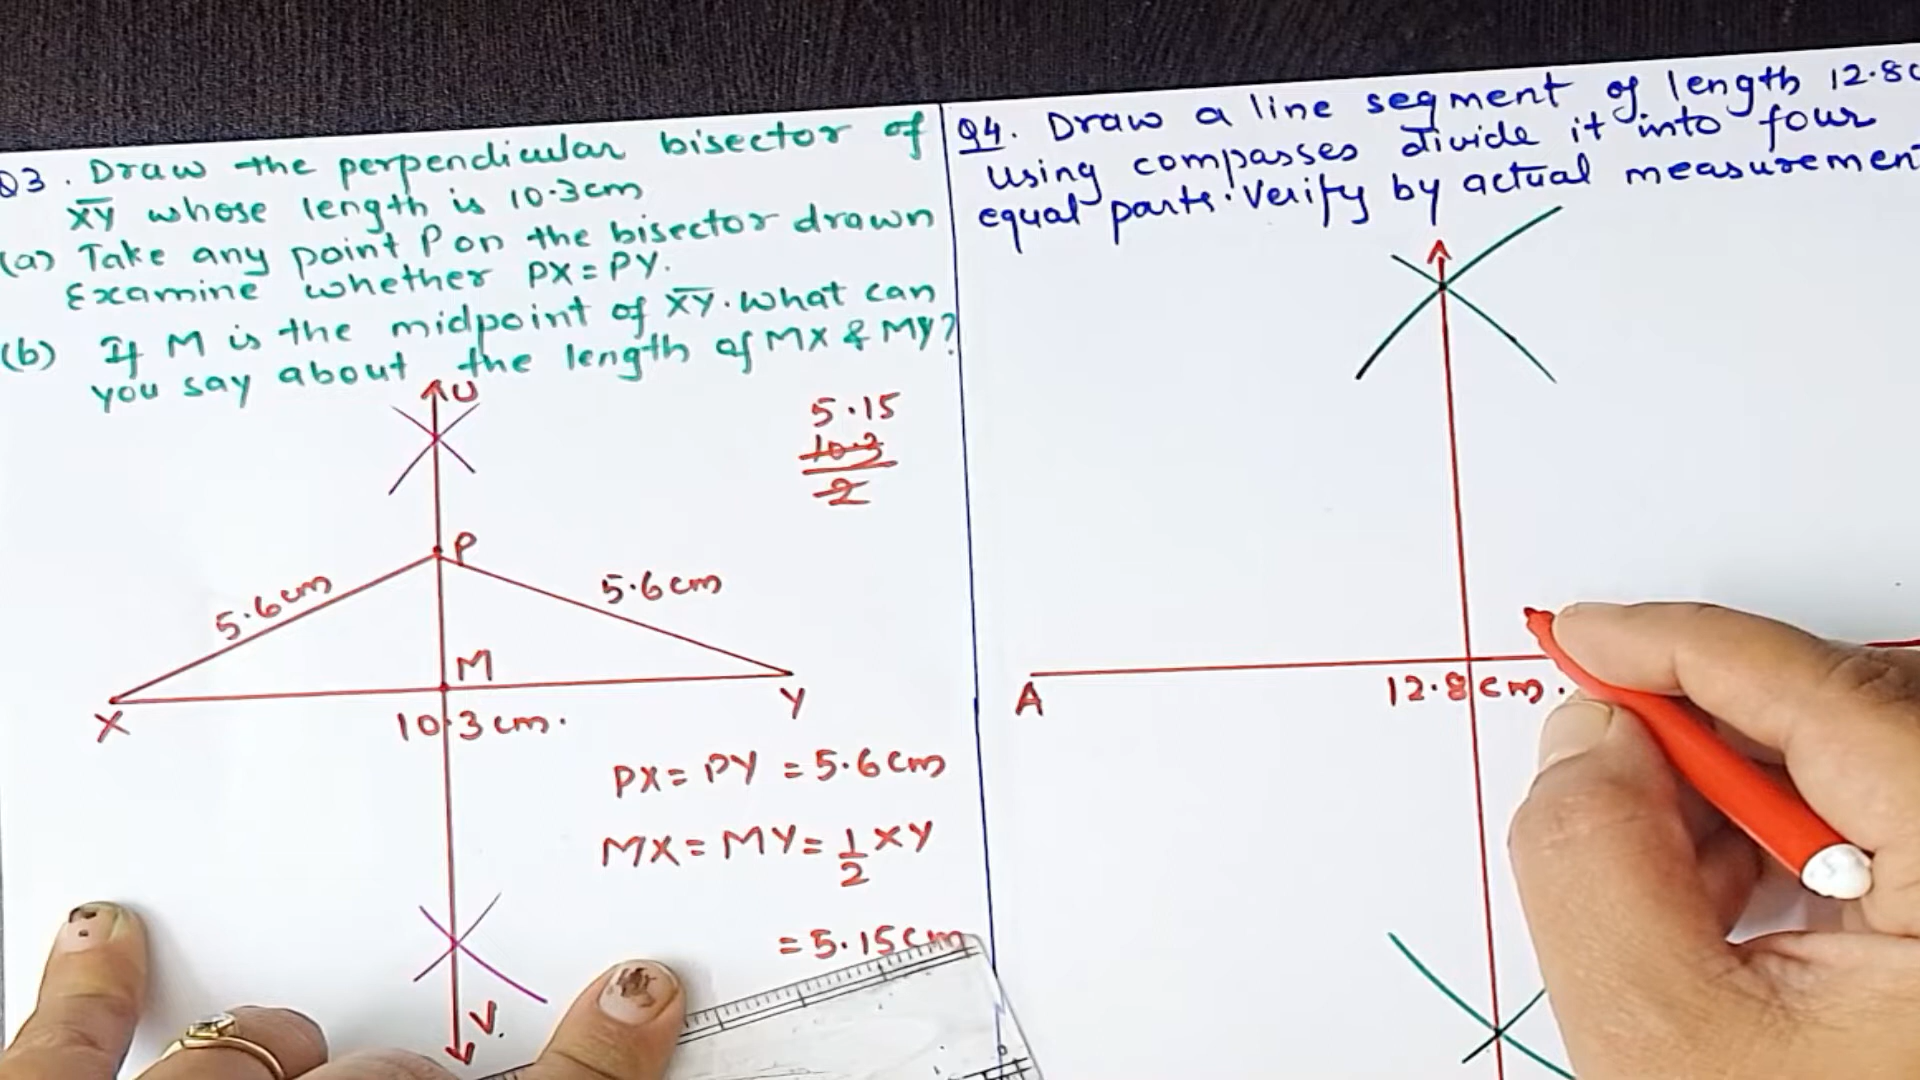 Q3. Draw the perpendicular bisector of
XY whose length is 10.3cm
(a) Take any point P on the bisector drawn
Examine whether PX = PY.
(b) If M is the midpoint of XY. What can
you say about the length of MX & MY?
U
5.15
10.3
2
P
5.6cm
5.6cm
M
X
Y
10.3cm.
PX = PY = 5.6cm
MX = MY = 1/2 XY
= 5.15cm
V.
Q4. Draw a line segment of length 12.8c
Using compasses divide it into four
equal parts. Verify by actual measurement
A
12.8cm.